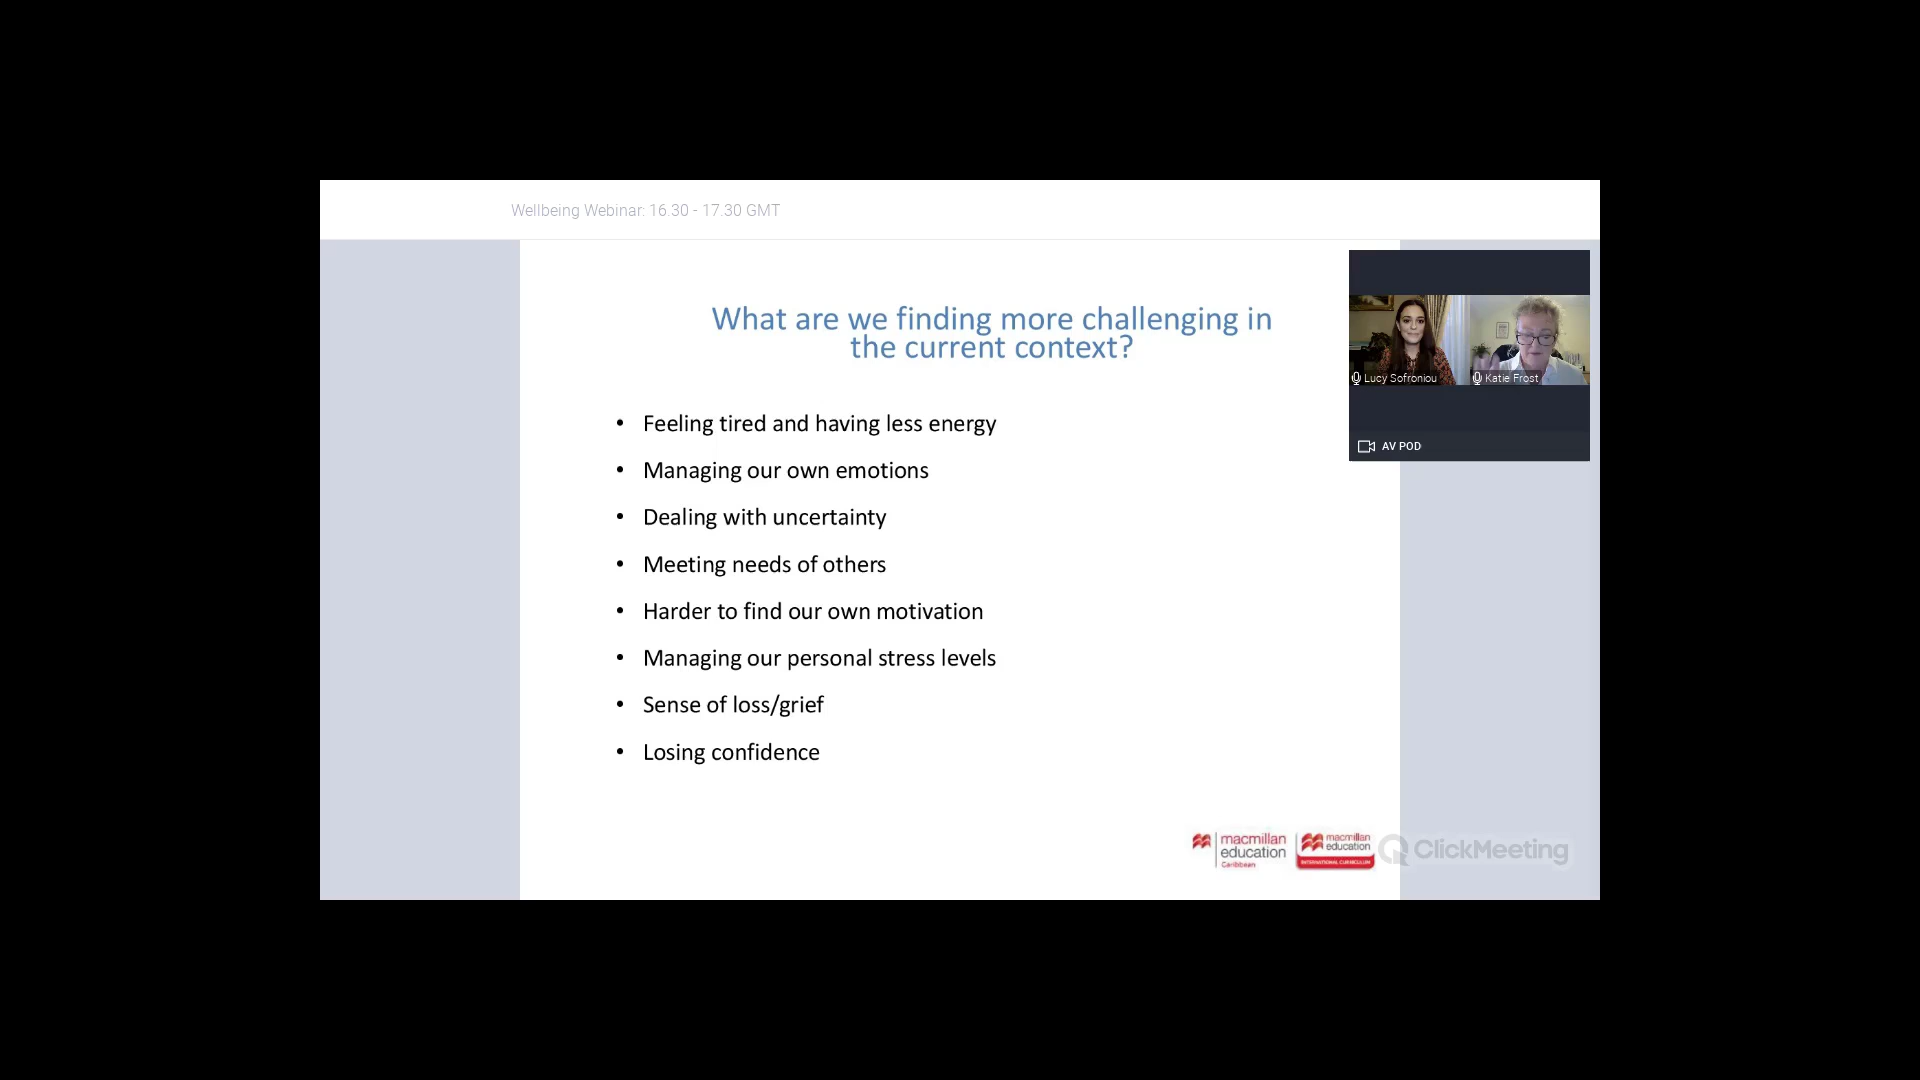 Wellbeing Webinar: 16.30 - 17.30 GMT
What are we finding more challenging in
the current context?
Lucy Sofroniou
Katie Frost
AV POD
• Feeling tired and having less energy
• Managing our own emotions
• Dealing with uncertainty
• Meeting needs of others
• Harder to find our own motivation
• Managing our personal stress levels
• Sense of loss/grief
• Losing confidence
macmillan
education
Caribbean
macmillan
education
INTERNATIONAL CURRICULUM
ClickMeeting